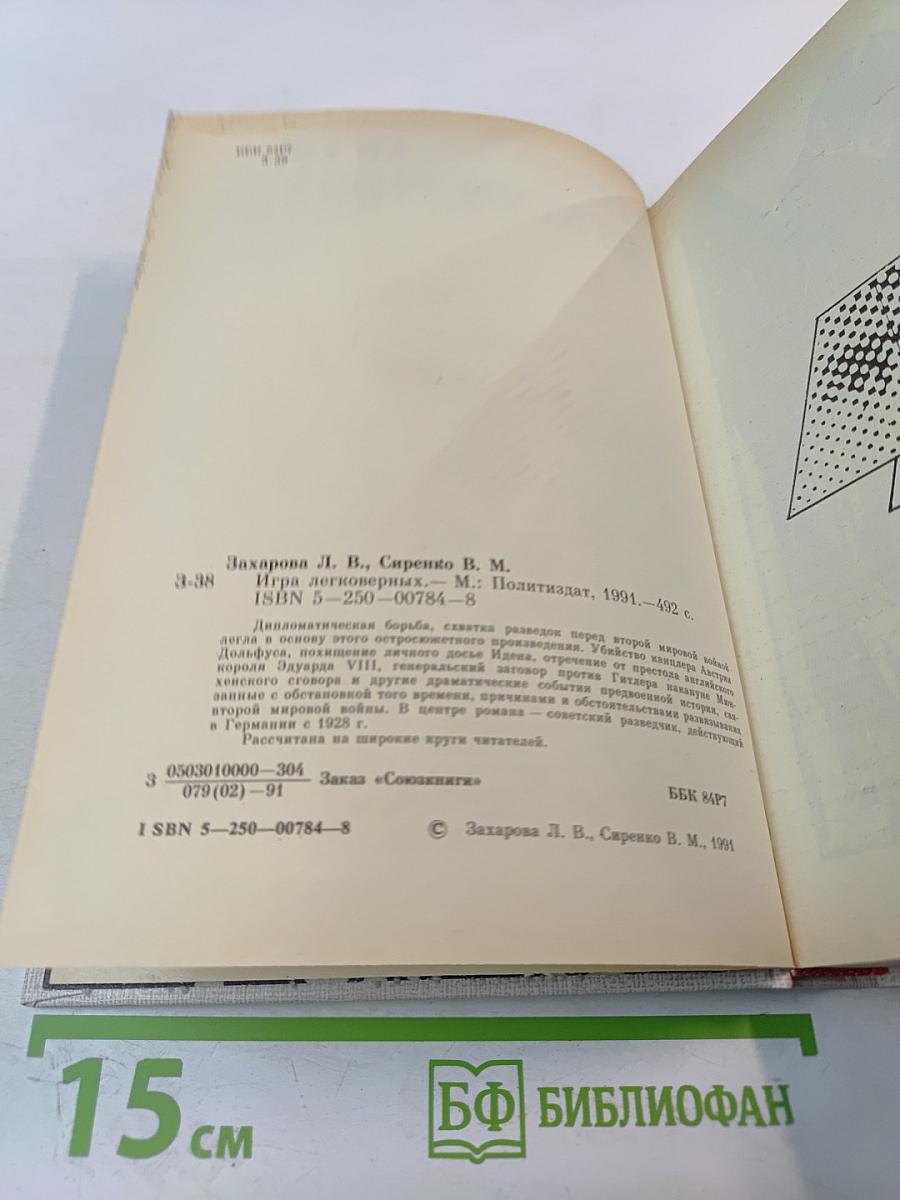 ББК 84Р7
З-38
Захарова Л. В., Сиренко В. М.
З-38 Игра легковерных.— М.: Политиздат, 1991.—492 с.
ISBN 5—250—00784—8
Дипломатическая борьба, схватка разведок перед второй мировой войной
легла в основу этого остросюжетного произведения. Убийство канцлера Австрии
Дольфуса, похищение личного досье Идена, отречение от престола английского
короля Эдуарда VIII, генеральский заговор против Гитлера накануне Мюн-
хенского сговора и другие драматические события предвоенной истории, свя-
занные с обстановкой того времени, причинами и обстоятельствами развязывания
второй мировой войны. В центре романа — советский разведчик, действующий
в Германии с 1928 г.
Рассчитана на широкие круги читателей.
З 0503010000—304 Заказ «Союзкниги»
079(02)—91
ББК 84Р7
ISBN 5—250—00784—8
© Захарова Л. В., Сиренко В. М., 1991
15 см
БФ БИБЛИОФАН